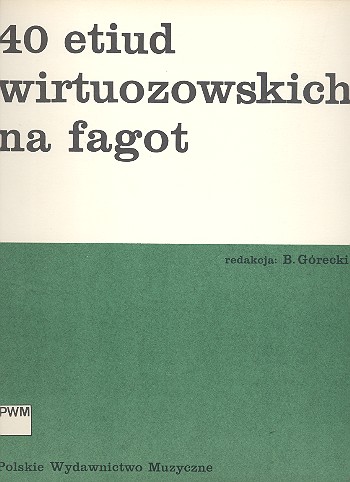 40 etiud
wirtuozowskich
na fagot
redakcja: B. Górecki
PWM
Polskie Wydawnictwo Muzyczne